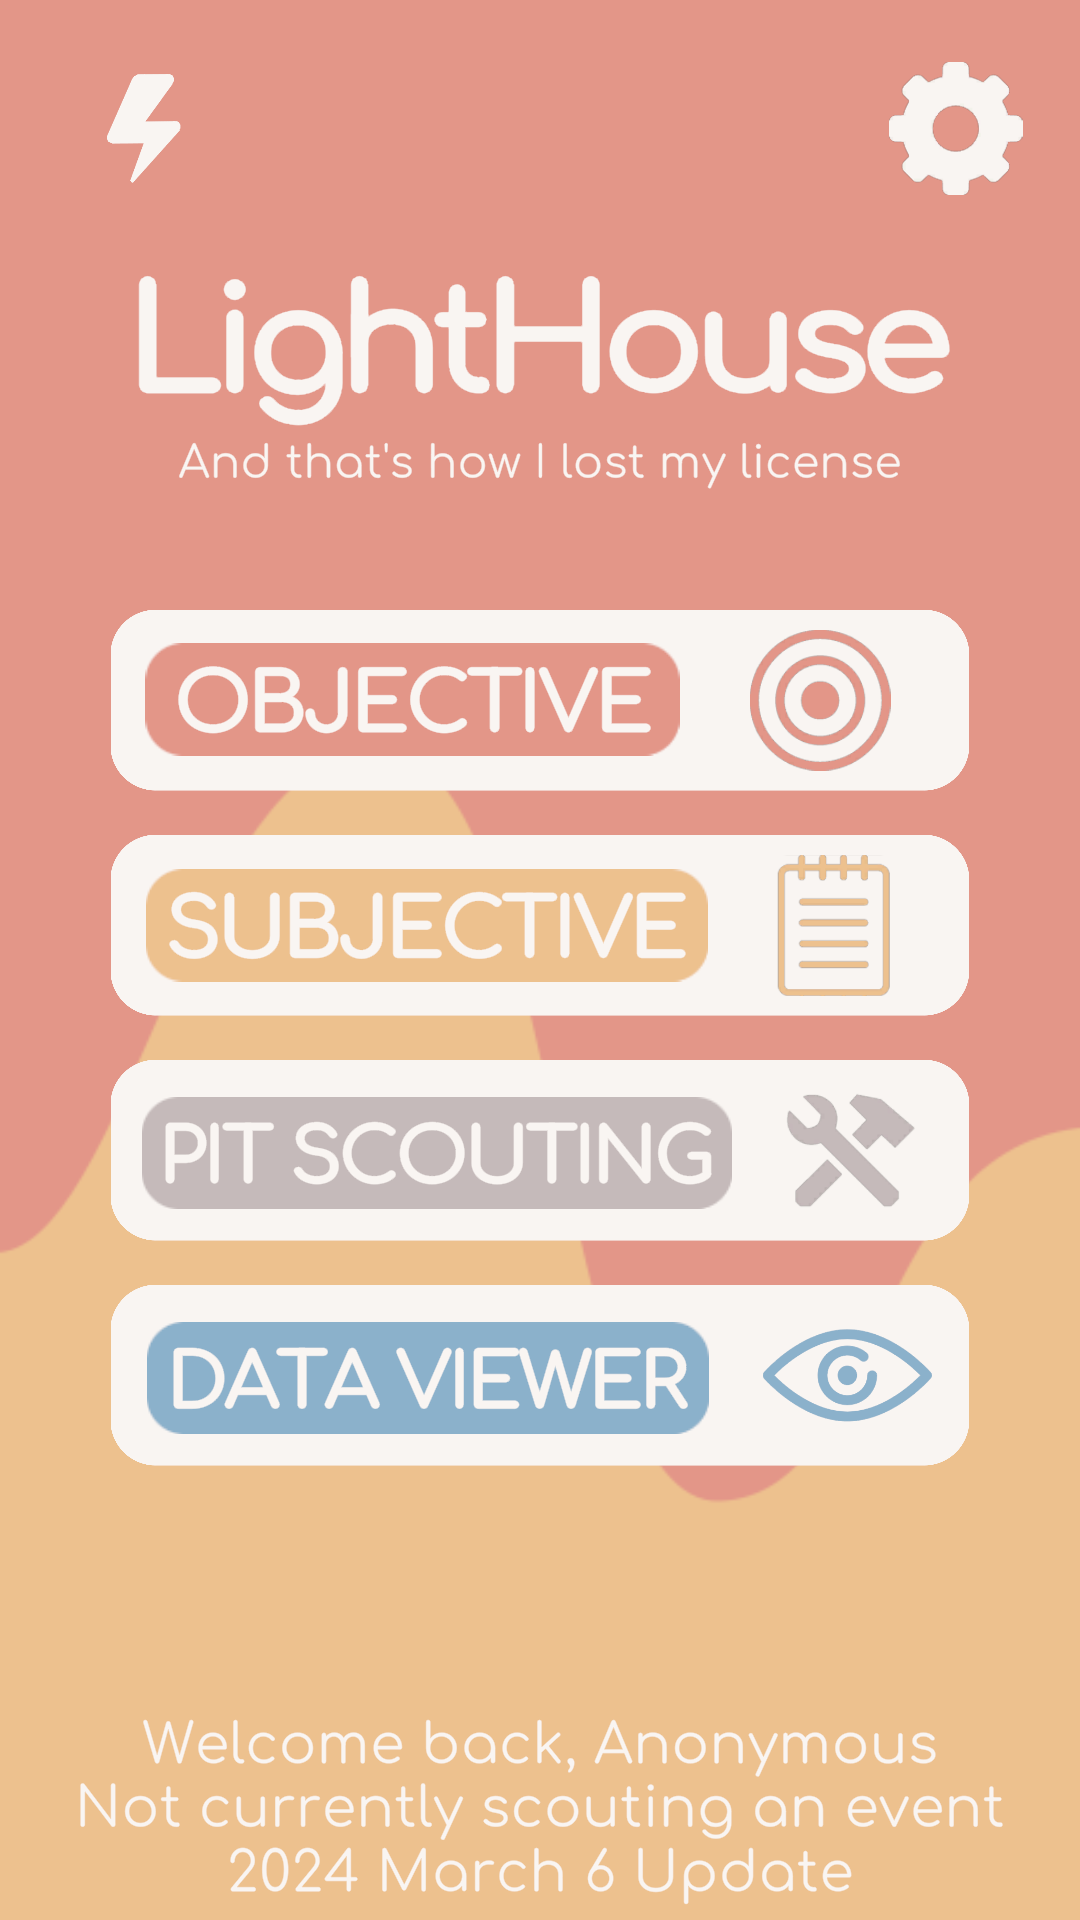 LightHouse
And that's how I lost my license
OBJECTIVE
SUBJECTIVE
PIT SCOUTING
DATA VIEWER
Welcome back, Anonymous
Not currently scouting an event
2024 March 6 Update